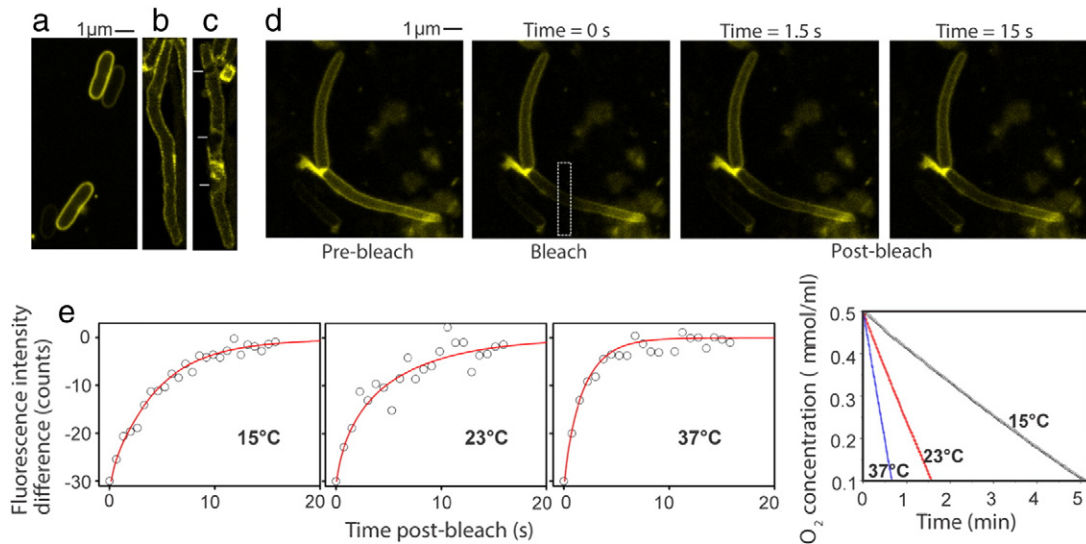 a 1µm b c d 1µm Time = 0 s Time = 1.5 s Time = 15 s
Pre-bleach Bleach Post-bleach
e
Fluorescence intensity
difference (counts)
0
-10
-20
-30
15°C 23°C 37°C
0 10 20 0 10 20 0 10 20
Time post-bleach (s)
O2 concentration ( mmol/ml)
0.5
0.4
0.3
0.2
0.1
15°C
23°C
37°C
0 1 2 3 4 5
Time (min)